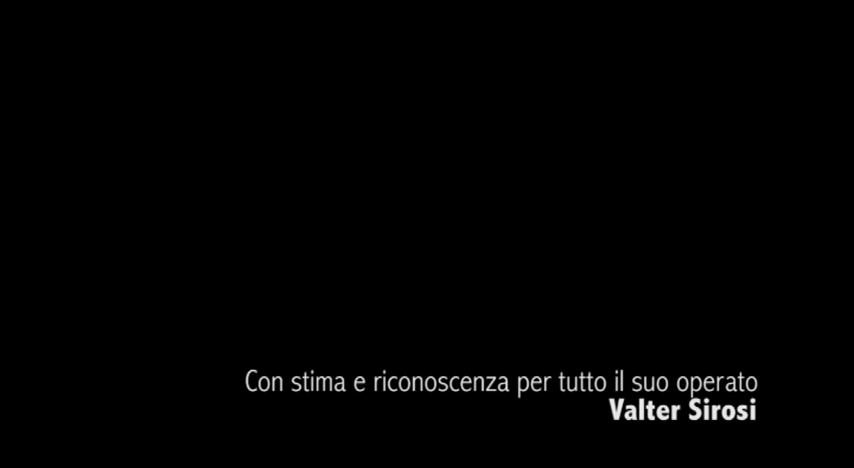 Con stima e riconoscenza per tutto il suo operato
Valter Sirosi